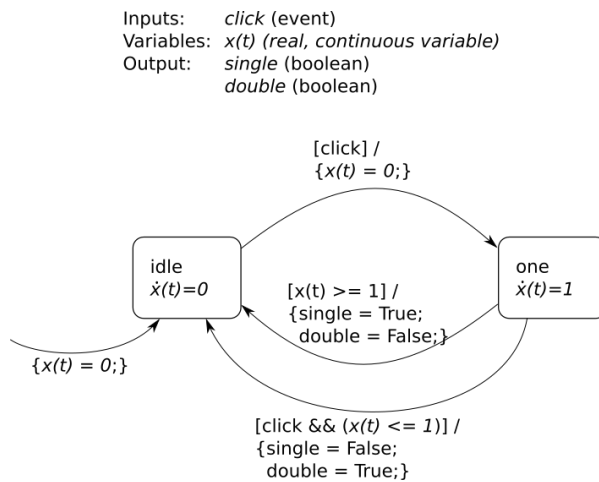 Inputs: click (event)
Variables: x(t) (real, continuous variable)
Output: single (boolean)
double (boolean)
[click] /
{x(t) = 0;}
idle
ẋ(t)=0
one
ẋ(t)=1
[x(t) >= 1] /
{single = True;
double = False;}
{x(t) = 0;}
[click && (x(t) <= 1)] /
{single = False;
double = True;}